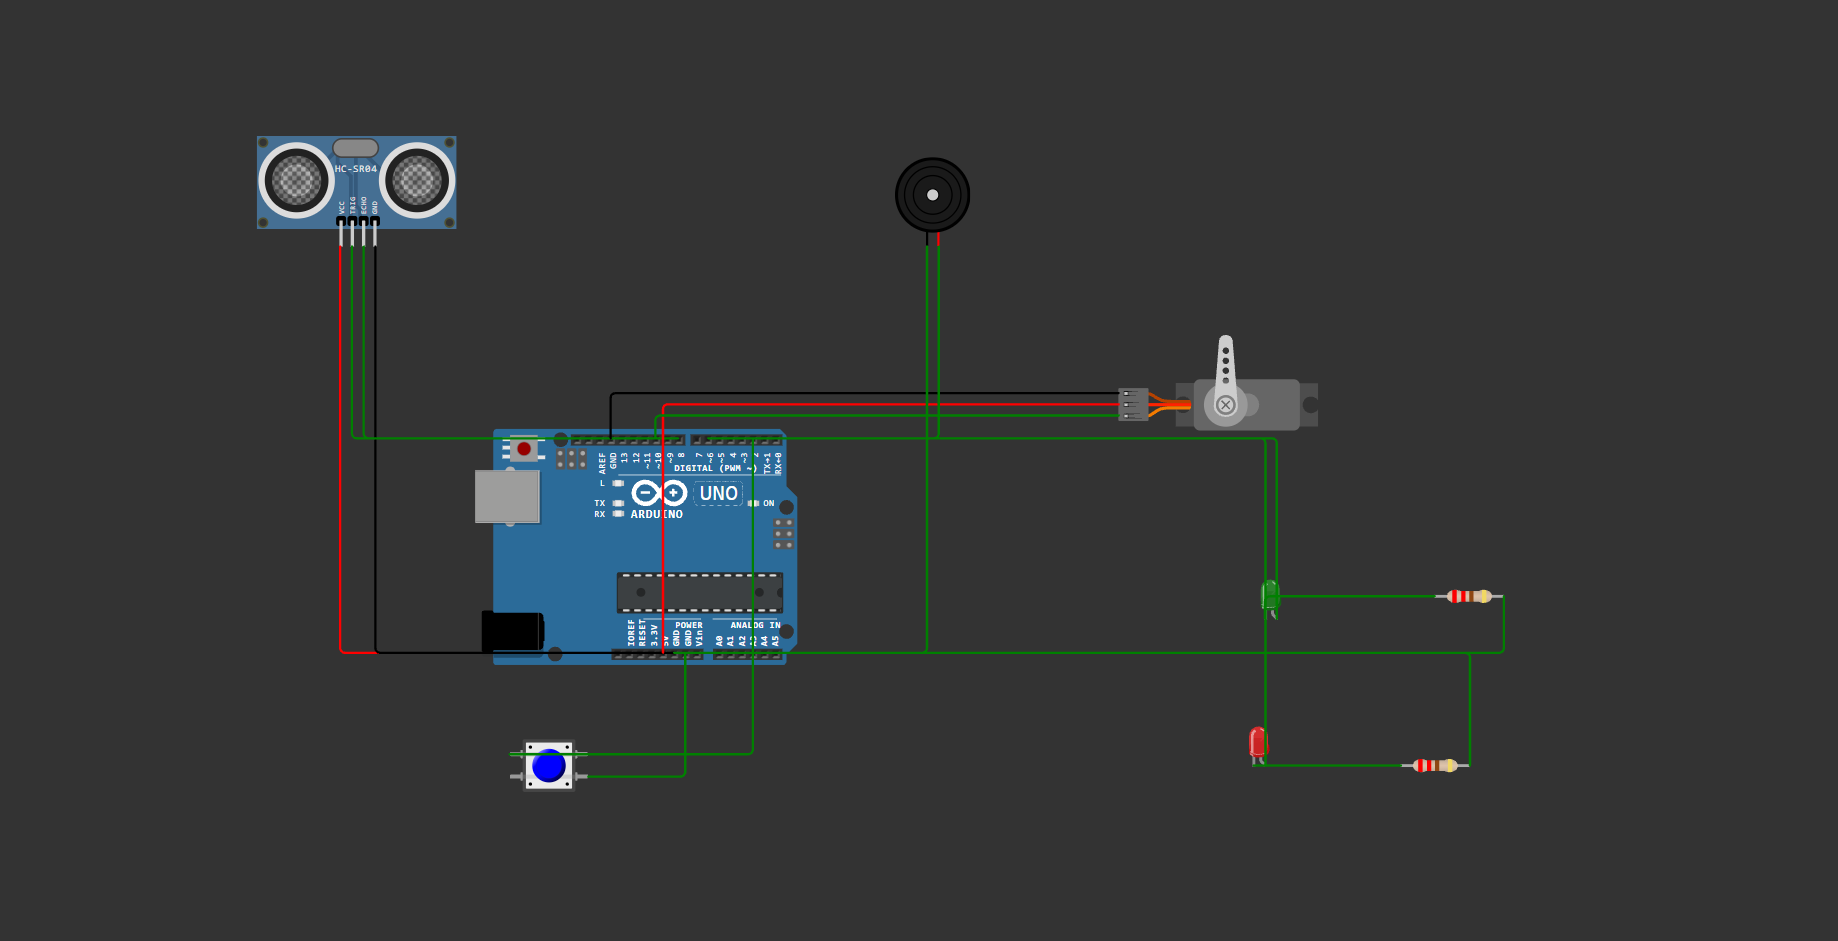 HC-SR04
VCC
TRIG
ECHO
GND
AREF
GND
13
12
~11
~10
~9
8
7
~6
~5
4
~3
2
TX→1
RX←0
DIGITAL (PWM ~)
L
TX
RX
UNO
ON
ARDUINO
POWER
ANALOG IN
IOREF
RESET
3.3V
5V
GND
GND
Vin
A0
A1
A2
A3
A4
A5